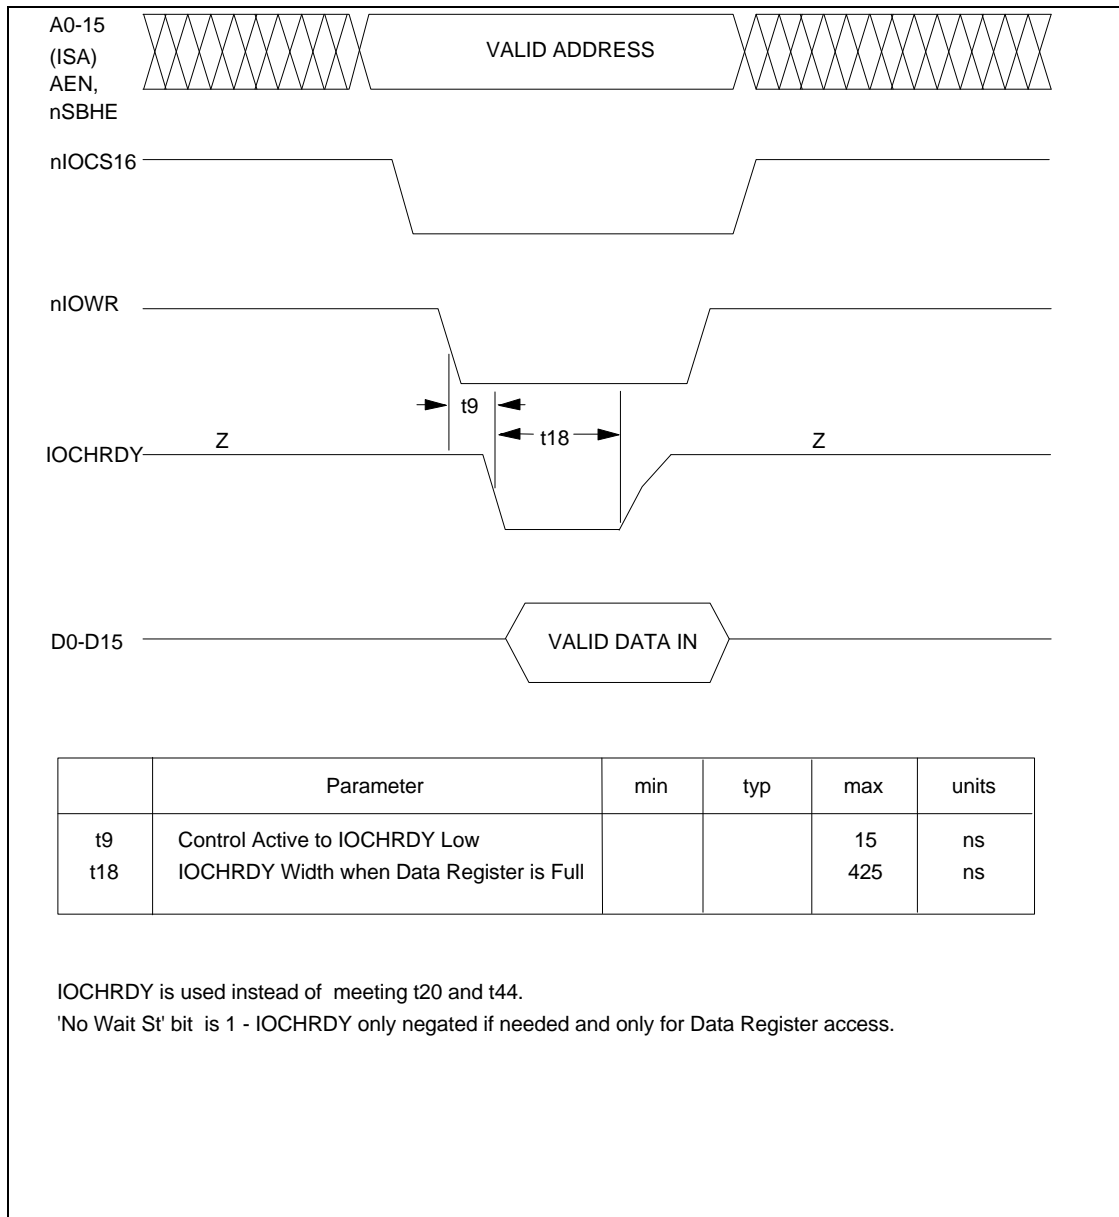 A0-15
(ISA)
AEN,
nSBHE
VALID ADDRESS
nIOCS16
nIOWR
t9
t18
Z
Z
IOCHRDY
D0-D15
VALID DATA IN
Parameter min typ max units
t9 Control Active to IOCHRDY Low 15 ns
t18 IOCHRDY Width when Data Register is Full 425 ns
IOCHRDY is used instead of meeting t20 and t44.
'No Wait St' bit is 1 - IOCHRDY only negated if needed and only for Data Register access.